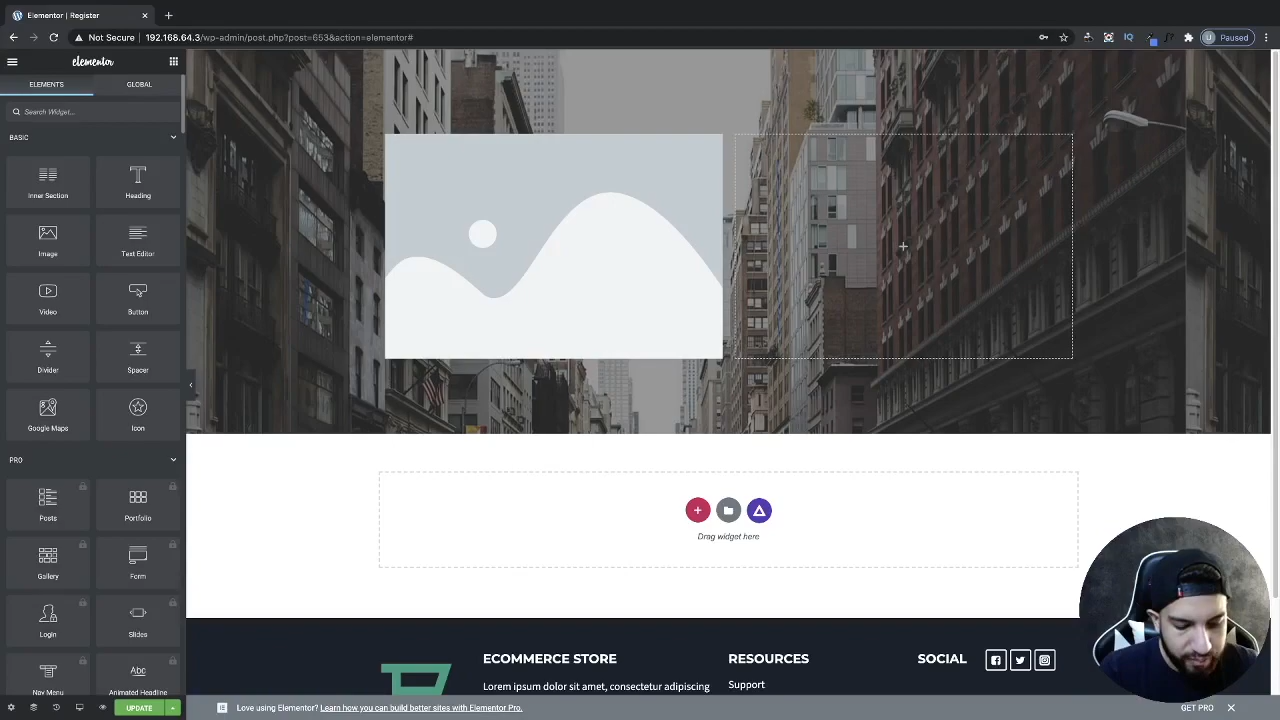 Elementor | Register
Not Secure | 192.168.64.3/wp-admin/post.php?post=653&action=elementor#
Paused
elementor
ELEMENTS
GLOBAL
Search Widget...
BASIC
Inner Section
Heading
Image
Text Editor
Video
Button
Divider
Spacer
Google Maps
Icon
PRO
Posts
Portfolio
Gallery
Form
Login
Slides
Nav Menu
Abc
Animated Headline
UPDATE
Drag widget here
ECOMMERCE STORE
Lorem ipsum dolor sit amet, consectetur adipiscing
RESOURCES
Support
SOCIAL
Love using Elementor? Learn how you can build better sites with Elementor Pro.
GET PRO